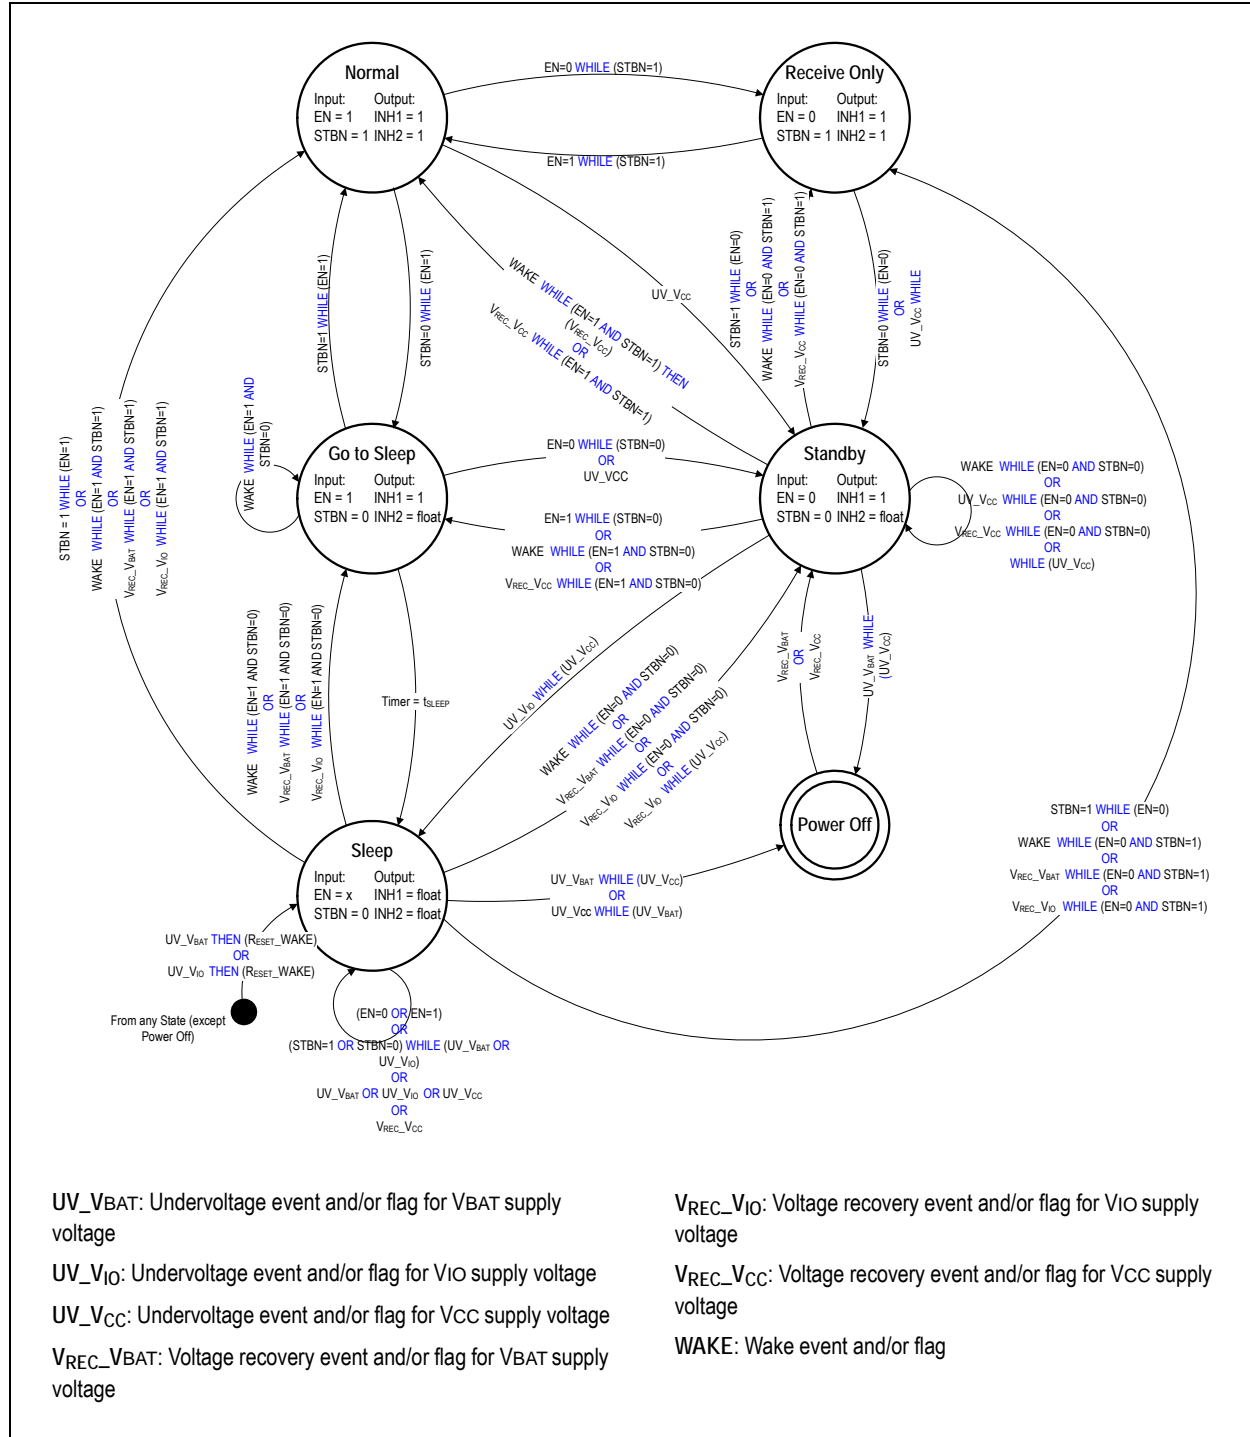 Normal
Input: Output:
EN = 1 INH1 = 1
STBN = 1 INH2 = 1
EN=0 WHILE (STBN=1)
Receive Only
Input: Output:
EN = 0 INH1 = 1
STBN = 1 INH2 = 1
EN=1 WHILE (STBN=1)
STBN=1 WHILE (EN=1)
STBN=0 WHILE (EN=1)
WAKE WHILE (EN=1 AND STBN=1) THEN
(VREC_VCC)
OR
VREC_VCC WHILE (EN=1 AND STBN=1)
UV_VCC
STBN=1 WHILE (EN=0)
OR
WAKE WHILE (EN=0 AND STBN=1)
OR
VREC_VCC WHILE (EN=0 AND STBN=1)
STBN=0 WHILE (EN=0)
OR
UV_VCC WHILE
STBN = 1 WHILE (EN=1)
OR
WAKE WHILE (EN=1 AND STBN=1)
OR
VREC_VBAT WHILE (EN=1 AND STBN=1)
OR
VREC_VIO WHILE (EN=1 AND STBN=1)
WAKE WHILE (EN=1 AND
STBN=0)
Go to Sleep
Input: Output:
EN = 1 INH1 = 1
STBN = 0 INH2 = float
EN=0 WHILE (STBN=0)
OR
UV_VCC
Standby
Input: Output:
EN = 0 INH1 = 1
STBN = 0 INH2 = float
WAKE WHILE (EN=0 AND STBN=0)
OR
UV_VCC WHILE (EN=0 AND STBN=0)
OR
VREC_VCC WHILE (EN=0 AND STBN=0)
OR
WHILE (UV_VCC)
EN=1 WHILE (STBN=0)
OR
WAKE WHILE (EN=1 AND STBN=0)
OR
VREC_VCC WHILE (EN=1 AND STBN=0)
WAKE WHILE (EN=1 AND STBN=0)
OR
VREC_VBAT WHILE (EN=1 AND STBN=0)
OR
VREC_VIO WHILE (EN=1 AND STBN=0)
Timer = tSLEEP
UV_VIO WHILE (UV_VCC)
WAKE WHILE (EN=0 AND STBN=0)
OR
VREC_VBAT WHILE (EN=0 AND STBN=0)
OR
VREC_VIO WHILE (EN=0 AND STBN=0)
OR
VREC_VIO WHILE (UV_VCC)
VREC_VBAT
OR
VREC_VCC
UV_VBAT WHILE
(UV_VCC)
Power Off
STBN=1 WHILE (EN=0)
OR
WAKE WHILE (EN=0 AND STBN=1)
OR
VREC_VBAT WHILE (EN=0 AND STBN=1)
OR
VREC_VIO WHILE (EN=0 AND STBN=1)
Sleep
Input: Output:
EN = x INH1 = float
STBN = 0 INH2 = float
UV_VBAT WHILE (UV_VCC)
OR
UV_Vcc WHILE (UV_VBAT)
UV_VBAT THEN (RESET_WAKE)
OR
UV_VIO THEN (RESET_WAKE)
From any State (except
Power Off)
(EN=0 OR EN=1)
OR
(STBN=1 OR STBN=0) WHILE (UV_VBAT OR
UV_VIO)
OR
UV_VBAT OR UV_VIO OR UV_VCC
OR
VREC_VCC
UV_VBAT: Undervoltage event and/or flag for VBAT supply
voltage
UV_VIO: Undervoltage event and/or flag for VIO supply voltage
UV_VCC: Undervoltage event and/or flag for VCC supply voltage
VREC_VBAT: Voltage recovery event and/or flag for VBAT supply
voltage
VREC_VIO: Voltage recovery event and/or flag for VIO supply
voltage
VREC_VCC: Voltage recovery event and/or flag for VCC supply
voltage
WAKE: Wake event and/or flag